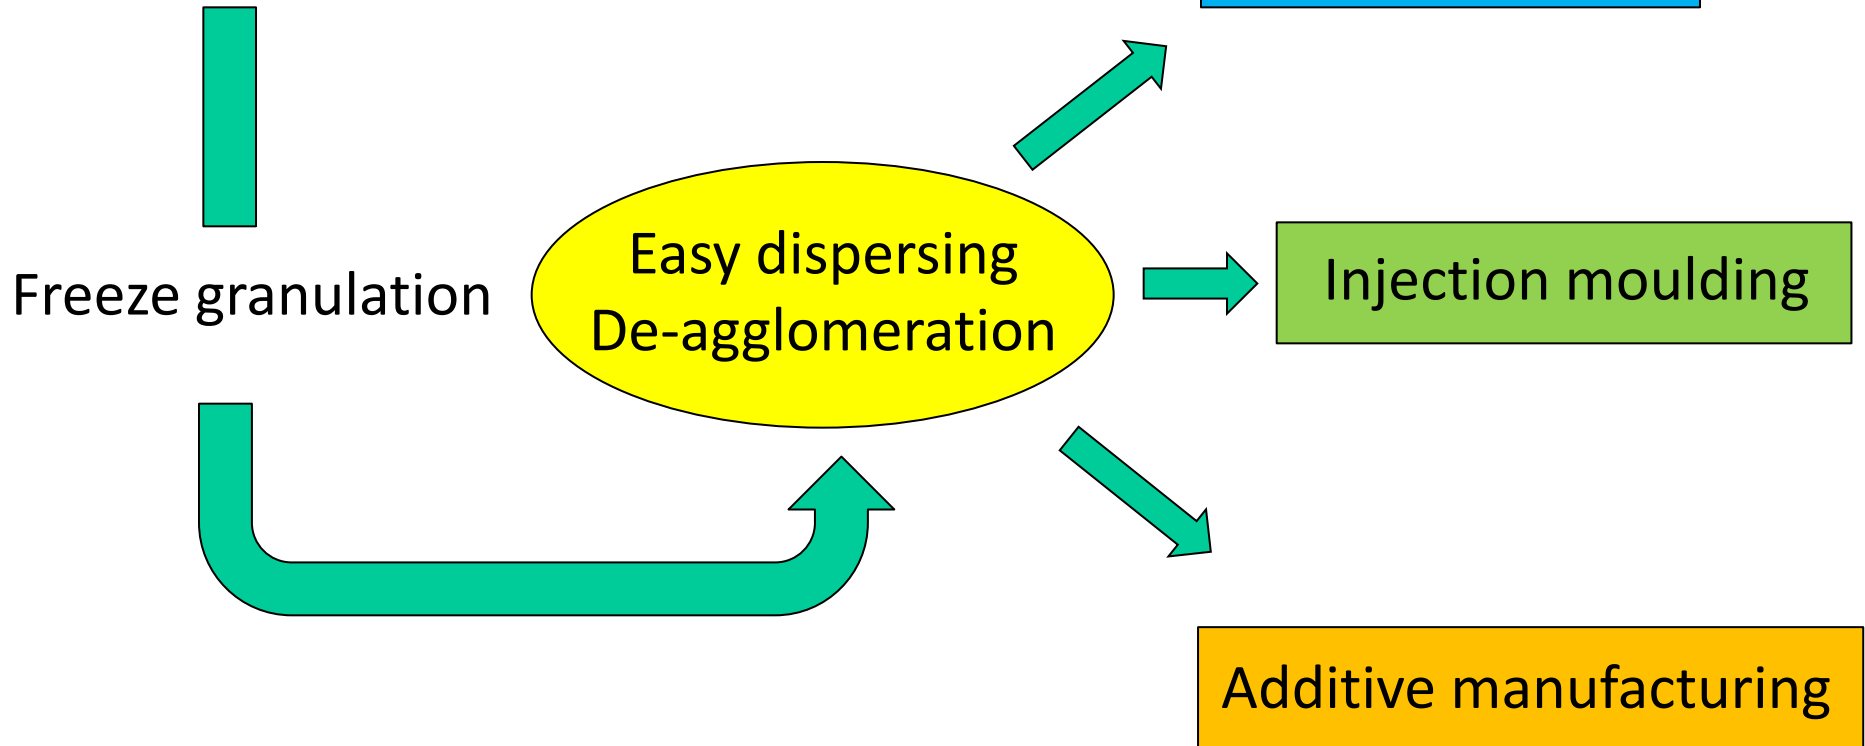 Freeze granulation
Easy dispersing
De-agglomeration
Injection moulding
Additive manufacturing